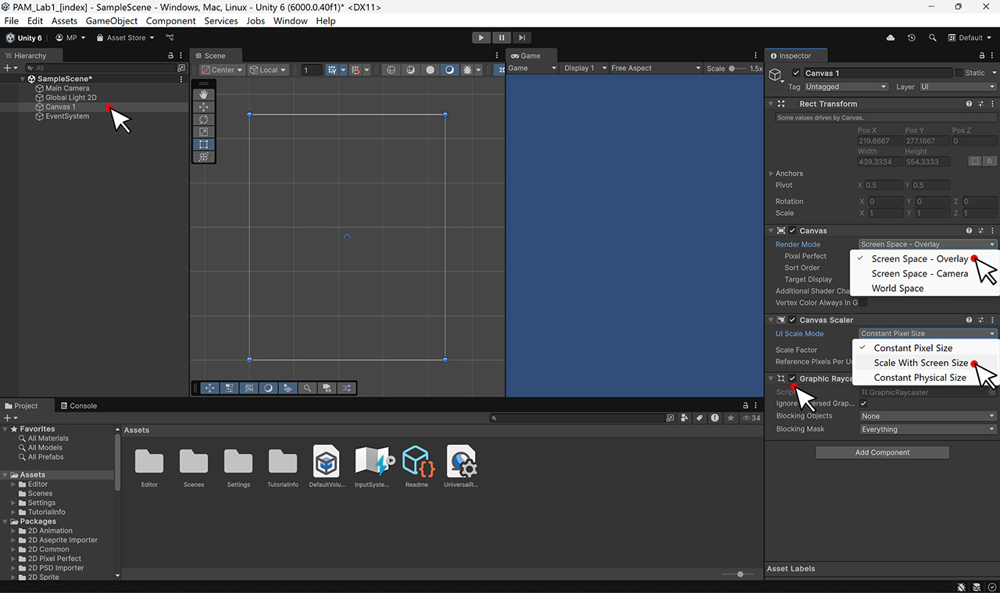 PAM_Lab1_[index] - SampleScene - Windows, Mac, Linux - Unity 6 (6000.0.40f1)* <DX11>
File Edit Assets GameObject Component Services Jobs Window Help
Unity 6 MP Asset Store Default
Hierarchy
All
SampleScene*
Main Camera
Global Light 2D
Canvas 1
EventSystem
Scene
Center Local 1 2D
Game
Game Display 1 Free Aspect Scale 1.5x
Inspector
Canvas 1 Static
Tag Untagged Layer UI
Rect Transform
Some values driven by Canvas.
Pos X Pos Y Pos Z
219.6667 277.1667 0
Width Height
439.3334 554.3333 R
Anchors
Pivot X 0.5 Y 0.5
Rotation X 0 Y 0 Z 0
Scale X 1 Y 1 Z 1
Canvas
Render Mode Screen Space - Overlay
Pixel Perfect
Sort Order
Target Display
Additional Shader Cha
Vertex Color Always In G
Screen Space - Overlay
Screen Space - Camera
World Space
Canvas Scaler
UI Scale Mode Constant Pixel Size
Scale Factor
Reference Pixels Per Un
Constant Pixel Size
Scale With Screen Size
Constant Physical Size
Graphic Rayca
Scrip GraphicRaycaster
Ignore ersed Grap...
Blocking Objects None
Blocking Mask Everything
Add Component
Asset Labels
Project Console
34
Favorites
All Materials
All Models
All Prefabs
Assets
Editor
Scenes
Settings
TutorialInfo
Packages
2D Animation
2D Aseprite Importer
2D Common
2D Pixel Perfect
2D PSD Importer
2D Sprite
Assets
Editor Scenes Settings TutorialInfo DefaultVolu... InputSyste... Readme UniversalR...